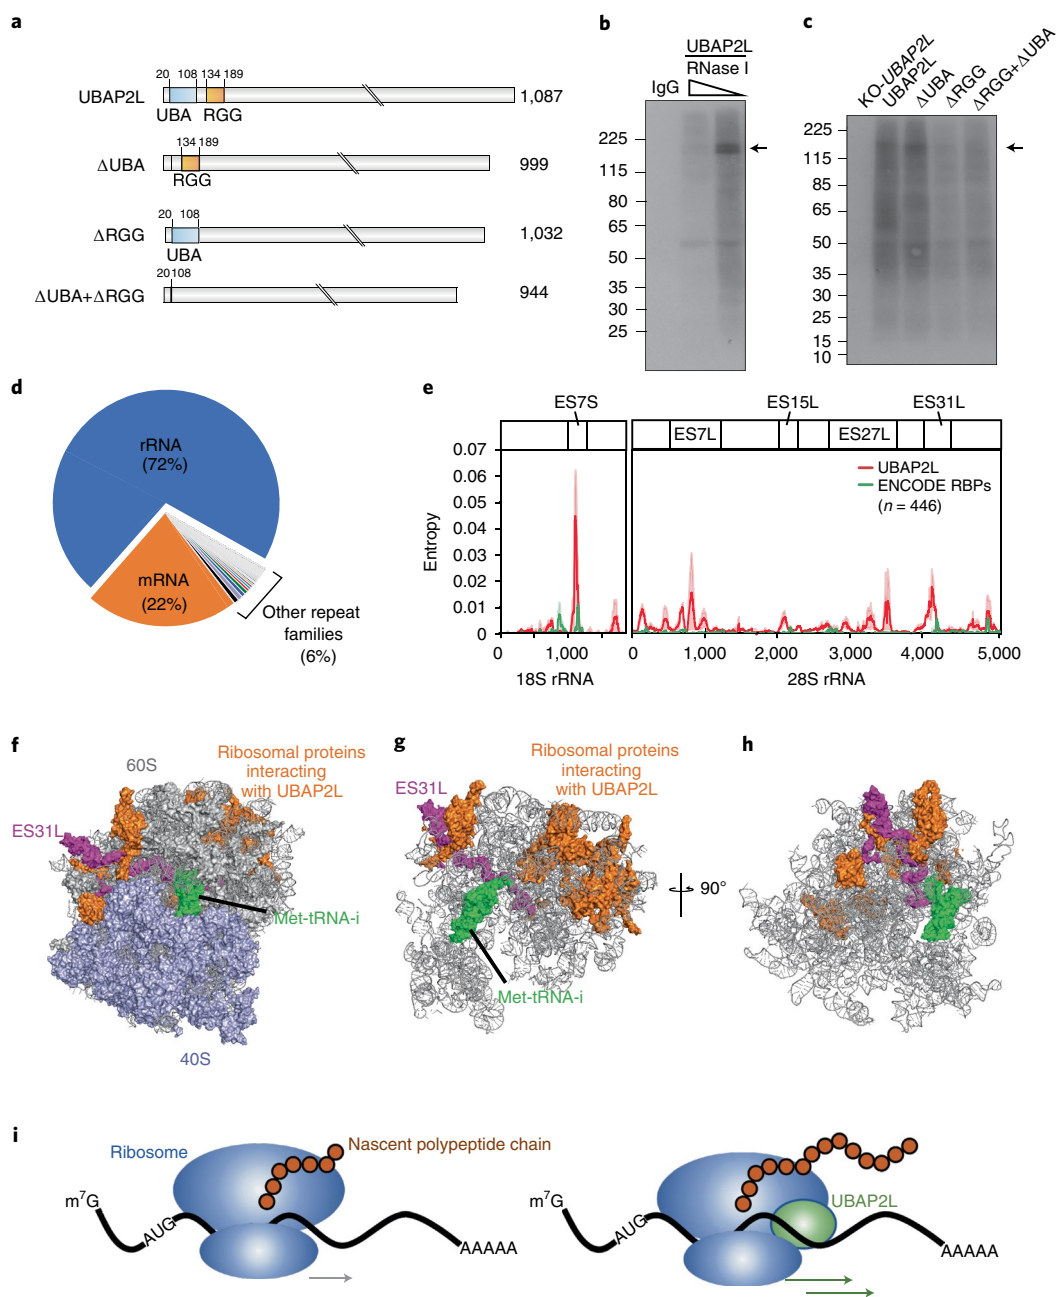 a
UBAP2L
20 108 134 189
UBA RGG
1,087
ΔUBA
134 189
RGG
999
ΔRGG
20 108
UBA
1,032
ΔUBA+ΔRGG
20 108
944
b
UBAP2L
RNase I
IgG
225
115
80
65
50
35
30
25
c
KO-UBAP2L
UBAP2L
ΔUBA
ΔRGG
ΔRGG+ΔUBA
225
115
85
65
50
35
30
25
15
10
d
rRNA
(72%)
mRNA
(22%)
Other repeat
families
(6%)
e
ES7S
ES15L
ES31L
ES7L
ES27L
0.07
0.06
0.05
0.04
0.03
0.02
0.01
0
Entropy
UBAP2L
ENCODE RBPs
(n = 446)
0 1,000
18S rRNA
0 1,000 2,000 3,000 4,000 5,000
28S rRNA
f
60S
Ribosomal proteins
interacting
with UBAP2L
ES31L
Met-tRNA-i
40S
g
Ribosomal proteins
interacting
with UBAP2L
ES31L
Met-tRNA-i
90°
h
i
Ribosome
Nascent polypeptide chain
m⁷G
AUG
AAAAA
m⁷G
AUG
UBAP2L
AAAAA